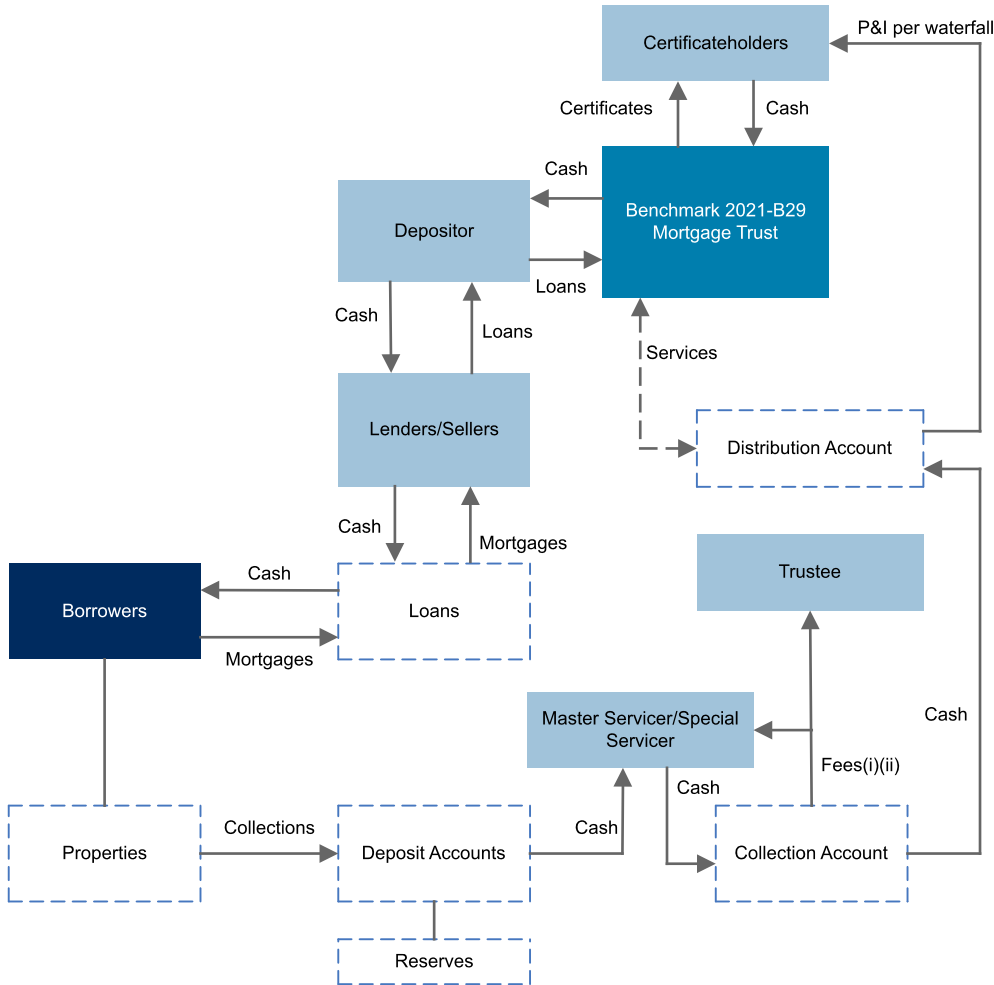 P&I per waterfall
Certificateholders
Certificates
Cash
Cash
Benchmark 2021-B29
Mortgage Trust
Depositor
Loans
Cash
Loans
Services
Lenders/Sellers
Distribution Account
Cash
Mortgages
Trustee
Cash
Borrowers
Loans
Mortgages
Master Servicer/Special
Servicer
Cash
Fees(i)(ii)
Cash
Collections
Cash
Properties
Deposit Accounts
Collection Account
Reserves